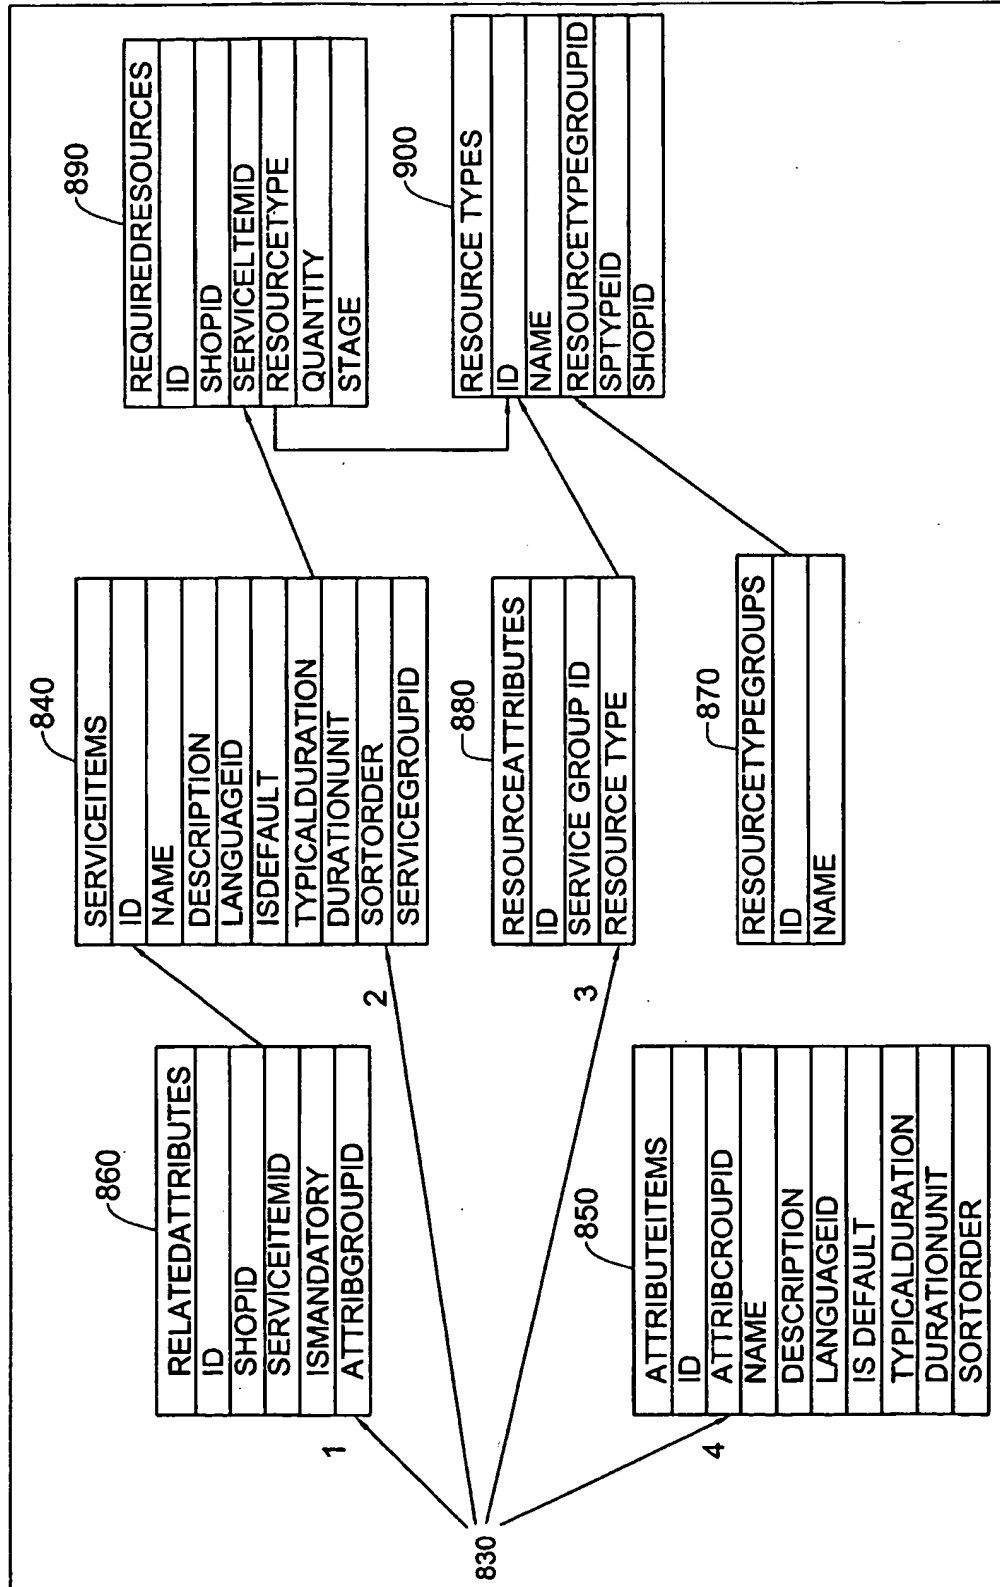 830
1
2
3
4
860
RELATEDATTRIBUTES
ID
SHOPID
SERVICEITEMID
ISMANDATORY
ATTRIBGROUPID
850
ATTRIBUTEITEMS
ID
ATTRIBCROUPID
NAME
DESCRIPTION
LANGUAGEID
IS DEFAULT
TYPICALDURATION
DURATIONUNIT
SORTORDER
840
SERVICEITEMS
ID
NAME
DESCRIPTION
LANGUAGEID
ISDEFAULT
TYPICALDURATION
DURATIONUNIT
SORTORDER
SERVICEGROUPID
880
RESOURCEATTRIBUTES
ID
SERVICE GROUP ID
RESOURCE TYPE
870
RESOURCETYPEGROUPS
ID
NAME
890
REQUIREDRESOURCES
ID
SHOPID
SERVICELTEMID
RESOURCETYPE
QUANTITY
STAGE
900
RESOURCE TYPES
ID
NAME
RESOURCETYPEGROUPID
SPTYPEID
SHOPID